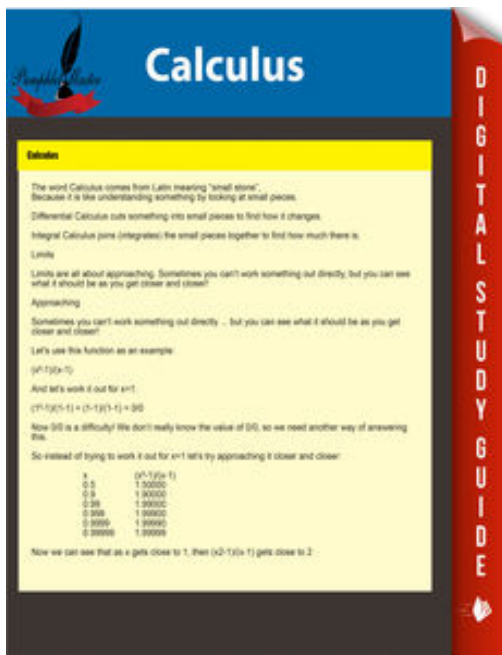 Pamphlet Master
Calculus
Calculus
The word Calculus comes from Latin meaning "small stone",
Because it is like understanding something by looking at small pieces.
Differential Calculus cuts something into small pieces to find how it changes.
Integral Calculus joins (integrates) the small pieces together to find how much there is.
Limits
Limits are all about approaching. Sometimes you can't work something out directly, but you can see
what it should be as you get closer and closer!
Approaching
Sometimes you can't work something out directly ... but you can see what it should be as you get
closer and closer!
Let's use this function as an example:
(x²-1)/(x-1)
And let's work it out for x=1:
(1²-1)/(1-1) = (1-1)/(1-1) = 0/0
Now 0/0 is a difficulty! We don't really know the value of 0/0, so we need another way of answering
this.
So instead of trying to work it out for x=1 let's try approaching it closer and closer:
x (x²-1)/(x-1)
0.5 1.50000
0.9 1.90000
0.99 1.99000
0.999 1.99900
0.9999 1.99990
0.99999 1.99999
Now we can see that as x gets close to 1, then (x2-1)/(x-1) gets close to 2
DIGITAL STUDY GUIDE